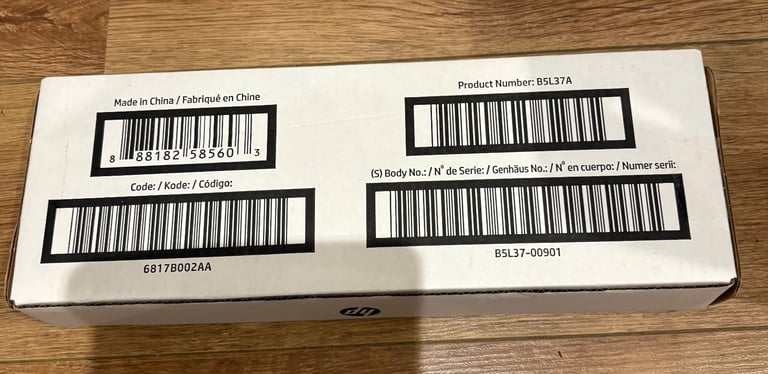 Made in China / Fabriqué en Chine
8 88182 58560 3
Code: / Kode: / Código:
6817B002AA
Product Number: B5L37A
(S) Body No.: / N° de Serie: / Genhäus No.: / N° en cuerpo: / Numer serii:
B5L37-00901
hp